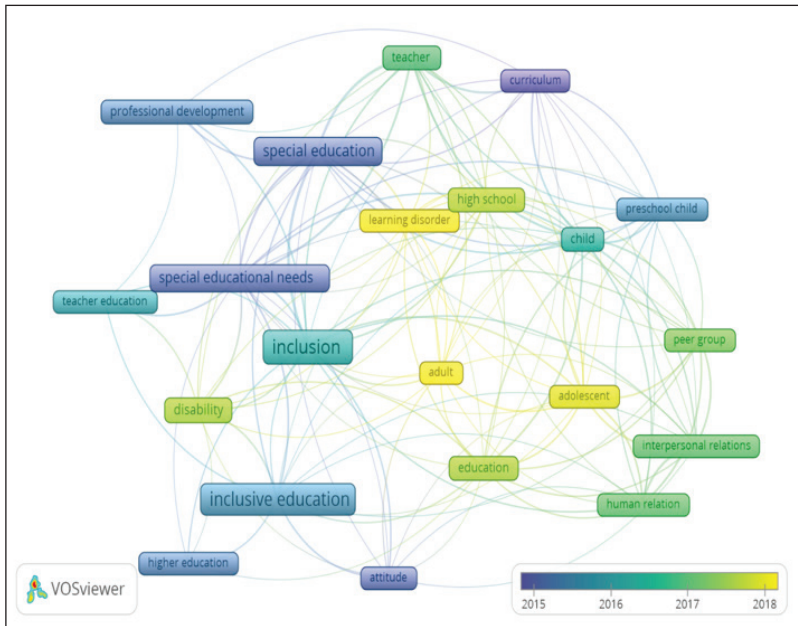 teacher
curriculum
professional development
special education
high school
learning disorder
preschool child
child
special educational needs
teacher education
inclusion
peer group
adult
adolescent
disability
interpersonal relations
education
inclusive education
human relation
higher education
attitude
VOSviewer
2015 2016 2017 2018